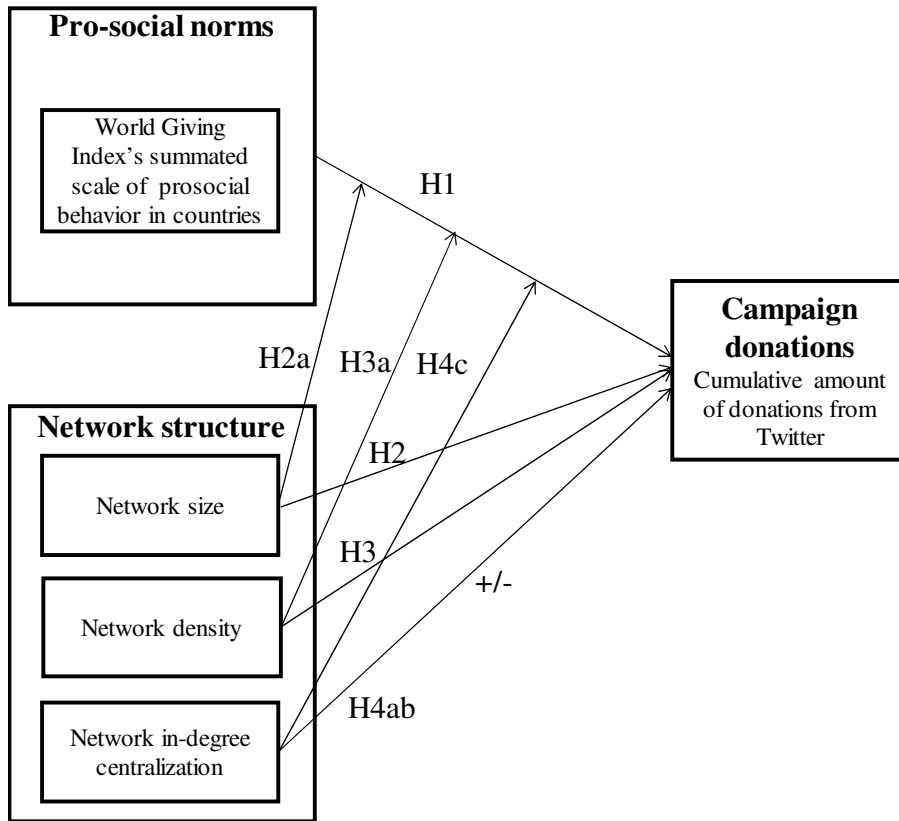 Pro-social norms
World Giving
Index's summated
scale of prosocial
behavior in countries
H1
Campaign
donations
Cumulative amount
of donations from
Twitter
H2a
H3a
H4c
Network structure
Network size
H2
Network density
H3
+/-
H4ab
Network in-degree
centralization